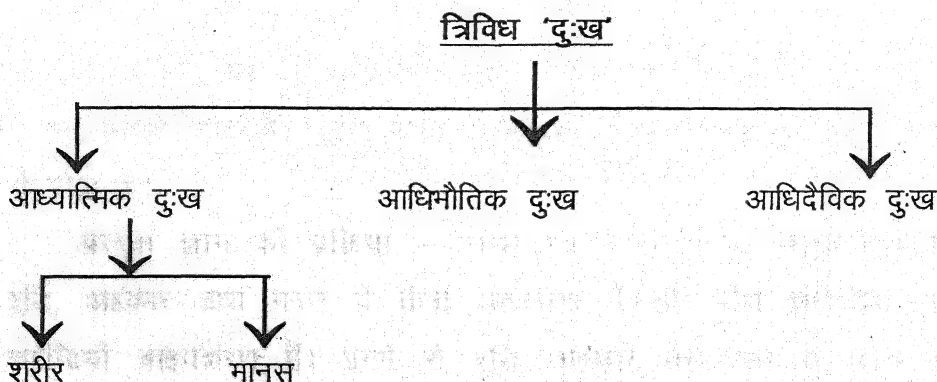 त्रिविध 'दुःख'
आध्यात्मिक दुःख आधिभौतिक दुःख आधिदैविक दुःख
शरीर मानस